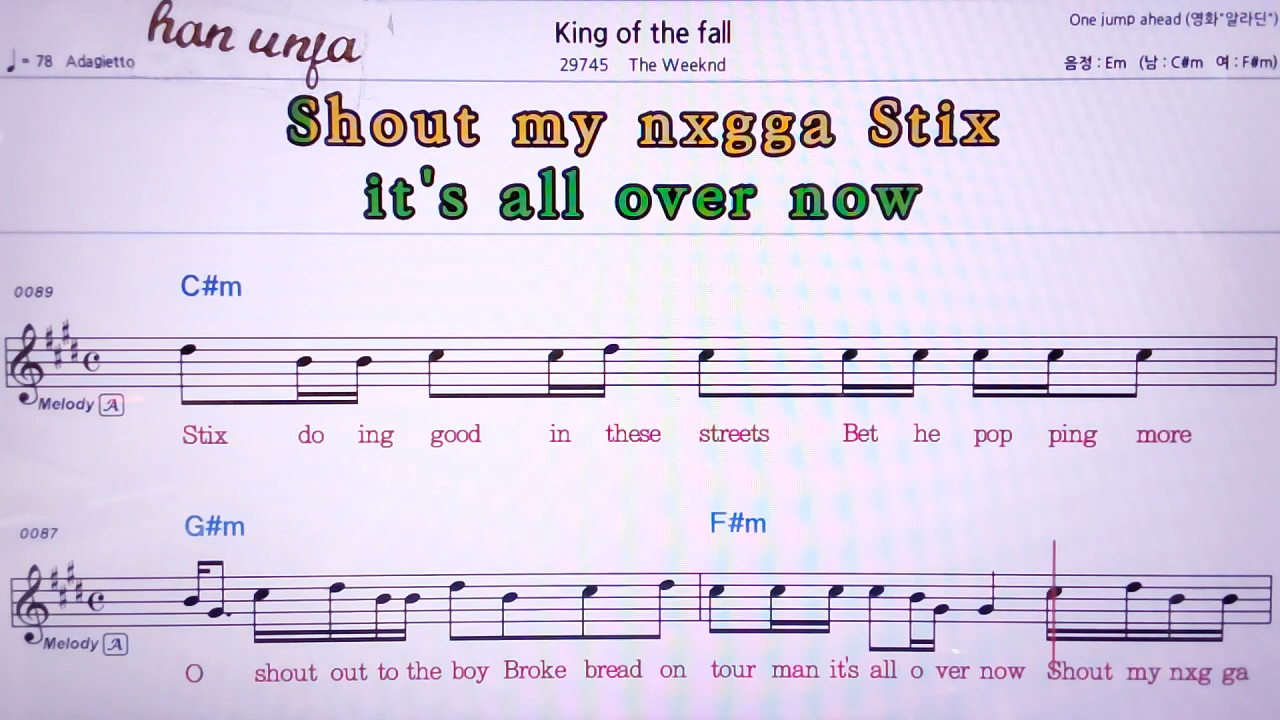 han unfa
King of the fall
One jump ahead (영화"알라딘")
♩= 78 Adagietto
29745 The Weeknd
음정 : Em (남 : C#m 여 : F#m)
Shout my nxgga Stix
it's all over now
C#m
0089
Melody A
Stix do ing good in these streets Bet he pop ping more
G#m F#m
0087
Melody A
O shout out to the boy Broke bread on tour man it's all o ver now Shout my nxg ga